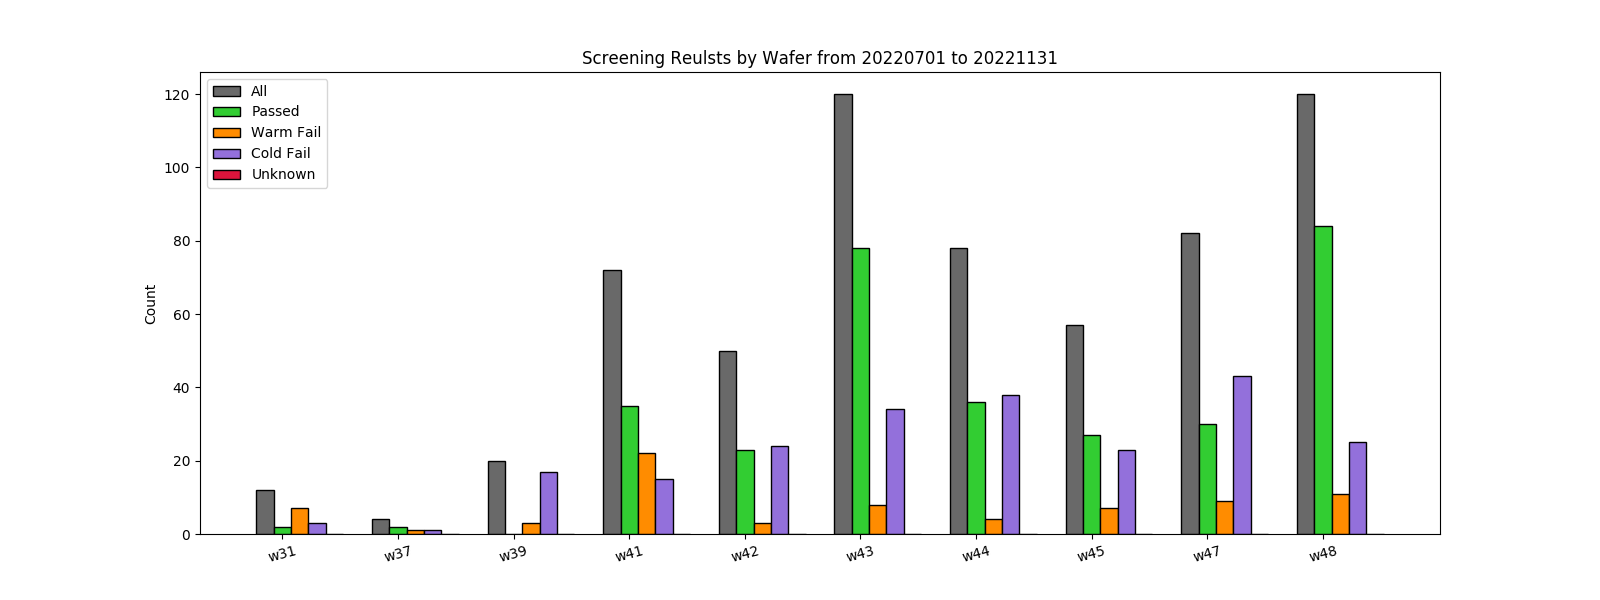 Screening Reulsts by Wafer from 20220701 to 20221131
All
Passed
Warm Fail
Cold Fail
Unknown
120
100
80
60
40
20
0
Count
w31 w37 w39 w41 w42 w43 w44 w45 w47 w48